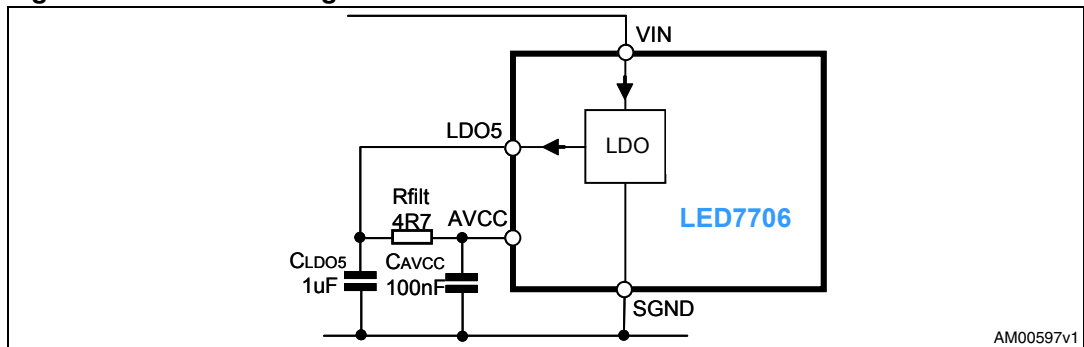 VIN
LDO5
LDO
Rfilt
4R7
AVCC
LED7706
CLDO5
1uF
CAVCC
100nF
SGND
AM00597v1